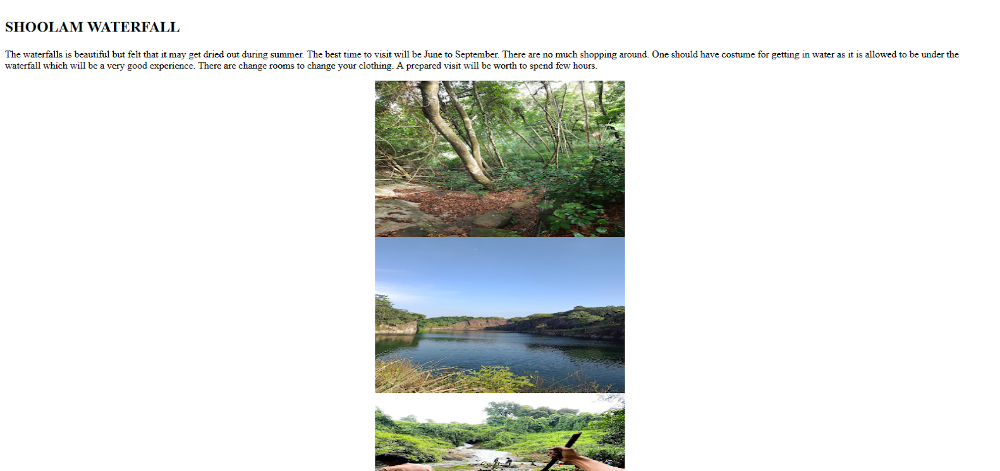 SHOOLAM WATERFALL
The waterfalls is beautiful but felt that it may get dried out during summer. The best time to visit will be June to September. There are no much shopping around. One should have costume for getting in water as it is allowed to be under the
waterfall which will be a very good experience. There are change rooms to change your clothing. A prepared visit will be worth to spend few hours.